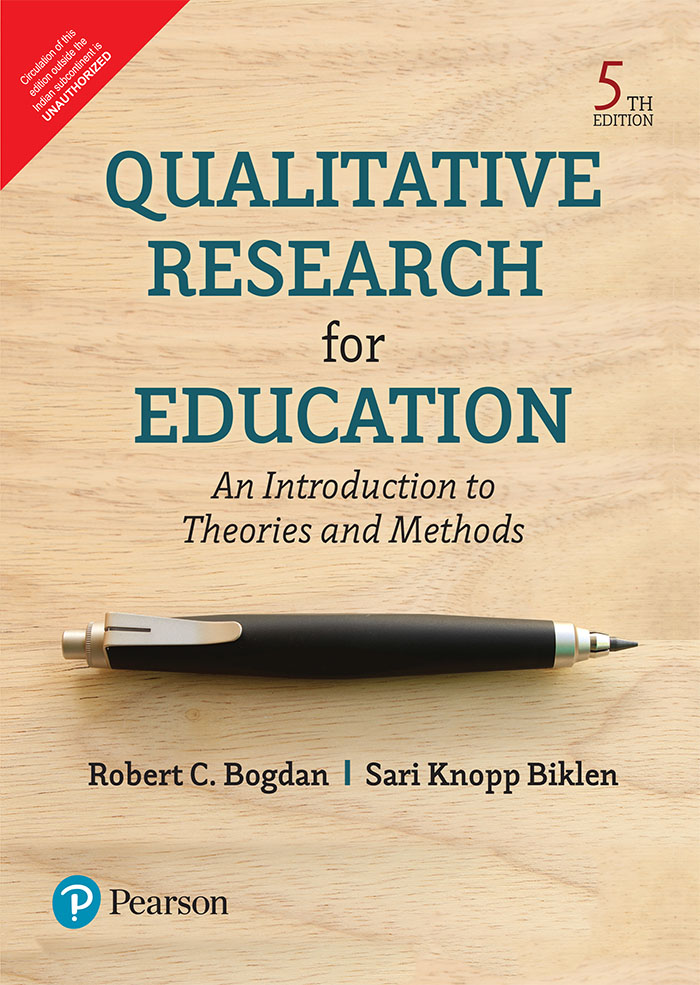 Circulation of this
edition outside the
Indian subcontinent is
UNAUTHORIZED
5TH
EDITION
QUALITATIVE
RESEARCH
for
EDUCATION
An Introduction to
Theories and Methods
Robert C. Bogdan | Sari Knopp Biklen
P Pearson